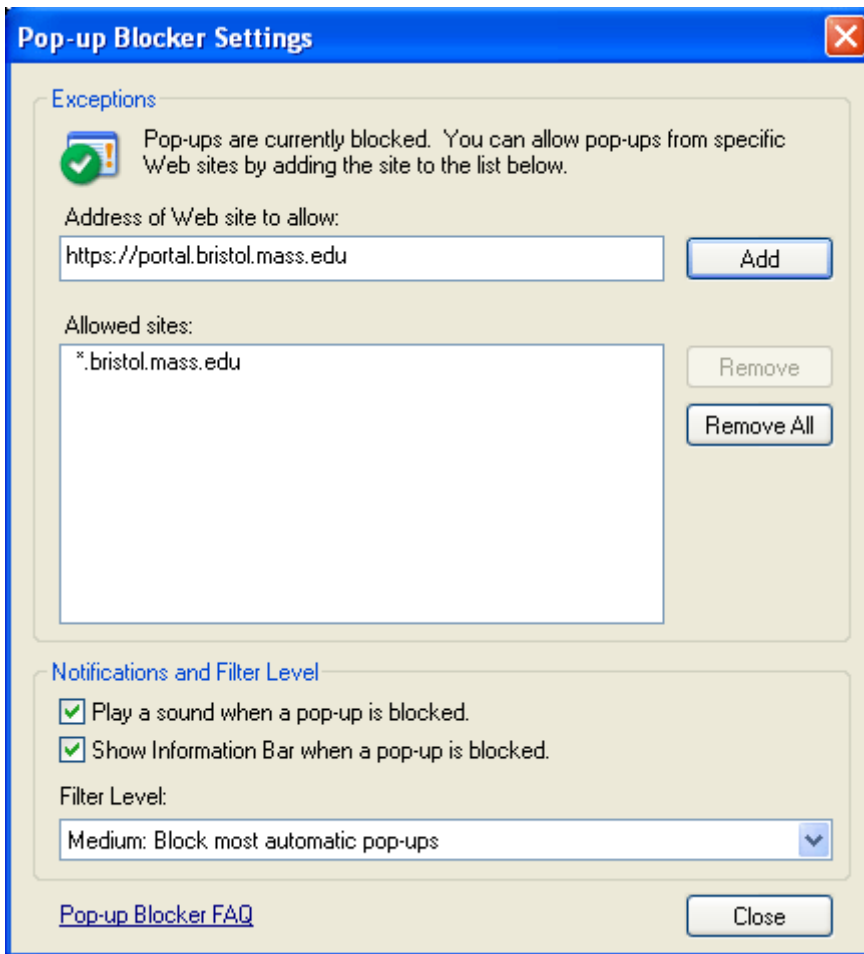 Pop-up Blocker Settings
Exceptions
Pop-ups are currently blocked.  You can allow pop-ups from specific
Web sites by adding the site to the list below.
Address of Web site to allow:
https://portal.bristol.mass.edu
Add
Allowed sites:
*.bristol.mass.edu
Remove
Remove All
Notifications and Filter Level
Play a sound when a pop-up is blocked.
Show Information Bar when a pop-up is blocked.
Filter Level:
Medium: Block most automatic pop-ups
Pop-up Blocker FAQ
Close